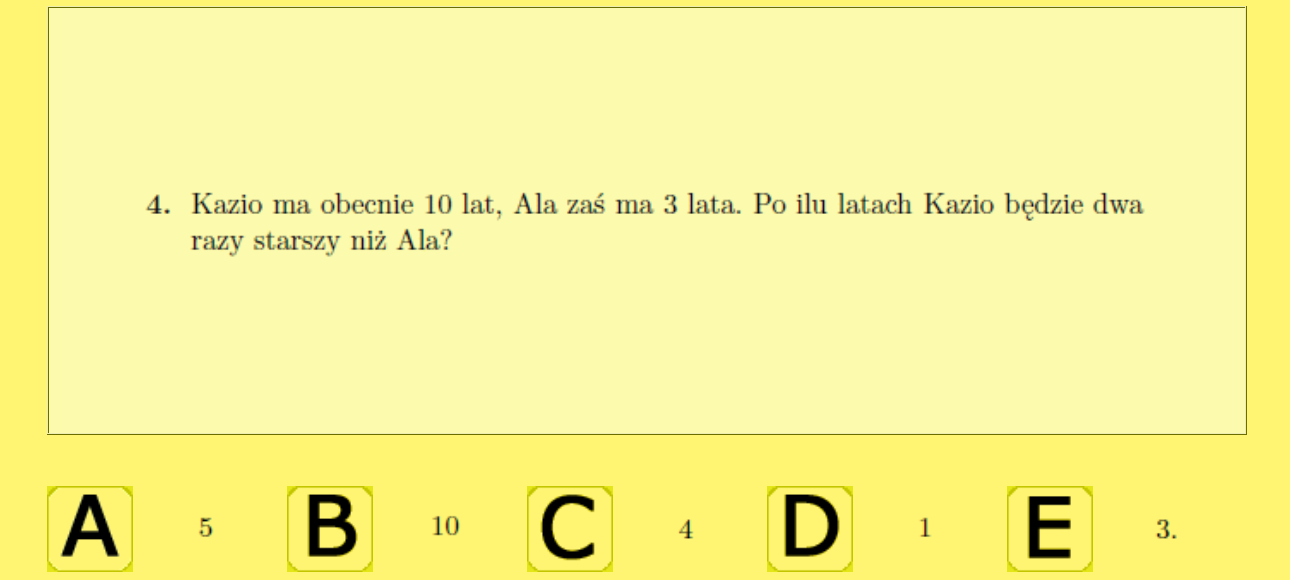 4. Kazio ma obecnie 10 lat, Ala zaś ma 3 lata. Po ilu latach Kazio będzie dwa
razy starszy niż Ala?
A 5 B 10 C 4 D 1 E 3.